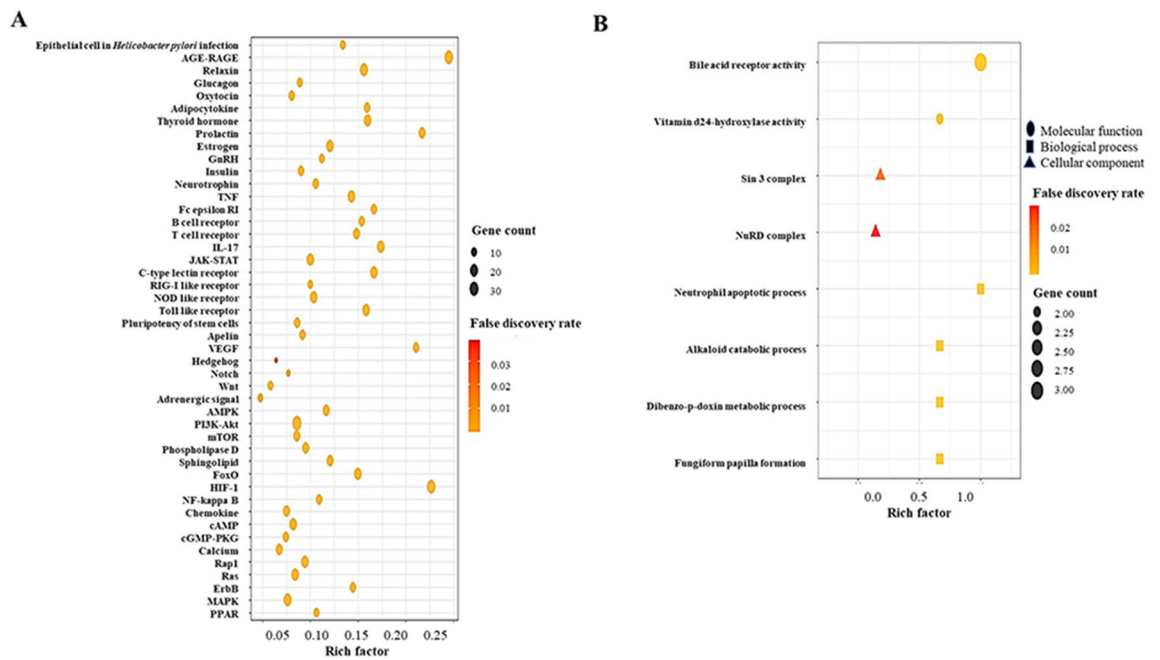 A
Epithelial cell in Helicobacter pylori infection
AGE-RAGE
Relaxin
Glucagon
Oxytocin
Adipocytokine
Thyroid hormone
Prolactin
Estrogen
GnRH
Insulin
Neurotrophin
TNF
Fc epsilon RI
B cell receptor
T cell receptor
IL-17
JAK-STAT
C-type lectin receptor
RIG-I like receptor
NOD like receptor
Toll like receptor
Pluripotency of stem cells
Apelin
VEGF
Hedgehog
Notch
Wnt
Adrenergic signal
AMPK
PI3K-Akt
mTOR
Phospholipase D
Sphingolipid
FoxO
HIF-1
NF-kappa B
Chemokine
cAMP
cGMP-PKG
Calcium
Rap1
Ras
ErbB
MAPK
PPAR
0.05 0.10 0.15 0.20 0.25
Rich factor
Gene count
10
20
30
False discovery rate
0.03
0.02
0.01
B
Bile acid receptor activity
Vitamin d24-hydroxylase activity
Sin 3 complex
NuRD complex
Neutrophil apoptotic process
Alkaloid catabolic process
Dibenzo-p-doxin metabolic process
Fungiform papilla formation
0.0 0.5 1.0
Rich factor
Molecular function
Biological process
Cellular component
False discovery rate
0.02
0.01
Gene count
2.00
2.25
2.50
2.75
3.00